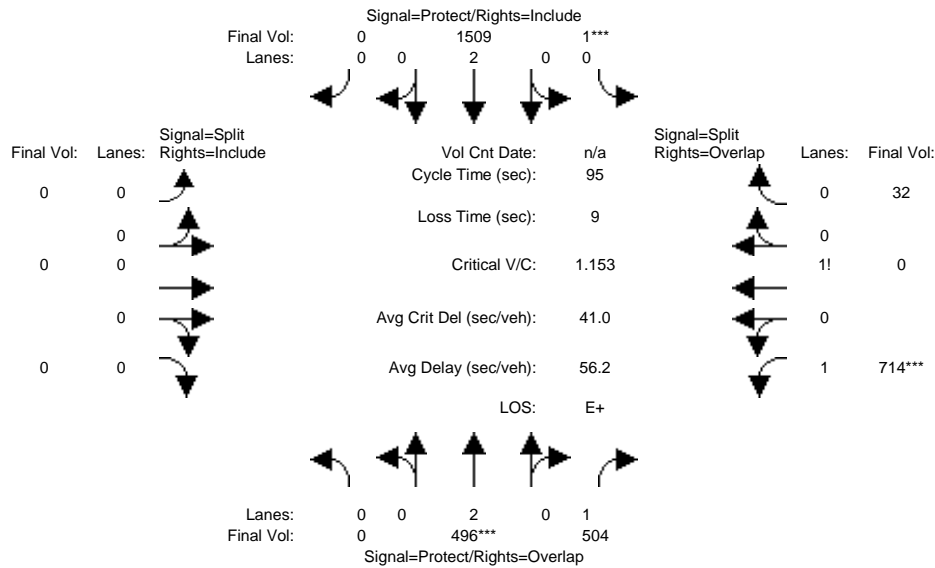 Signal=Protect/Rights=Include
Final Vol: 0 1509 1***
Lanes: 0 0 2 0 0
Signal=Split Signal=Split
Final Vol: Lanes: Rights=Include Vol Cnt Date: n/a Rights=Overlap Lanes: Final Vol:
Cycle Time (sec): 95
0 0 0 32
Loss Time (sec): 9
0 0
0 0 Critical V/C: 1.153 1! 0
0 Avg Crit Del (sec/veh): 41.0 0
0 0 Avg Delay (sec/veh): 56.2 1 714***
LOS: E+
Lanes: 0 0 2 0 1
Final Vol: 0 496*** 504
Signal=Protect/Rights=Overlap